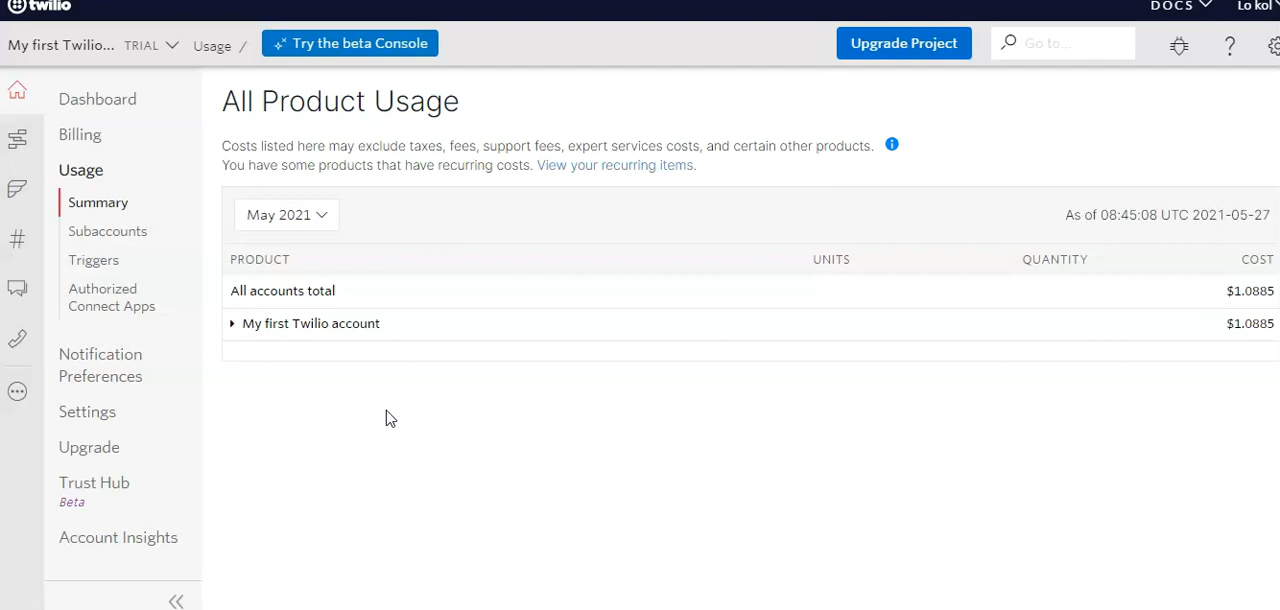 twilio
DOCS
Lo kol
My first Twilio... TRIAL
Usage /
Try the beta Console
Upgrade Project
Go to...
?
Dashboard
Billing
Usage
Summary
Subaccounts
Triggers
Authorized
Connect Apps
Notification
Preferences
Settings
Upgrade
Trust Hub
Beta
Account Insights
All Product Usage
Costs listed here may exclude taxes, fees, support fees, expert services costs, and certain other products.
You have some products that have recurring costs. View your recurring items.
May 2021
As of 08:45:08 UTC 2021-05-27
PRODUCT UNITS QUANTITY COST
All accounts total $1.0885
My first Twilio account $1.0885